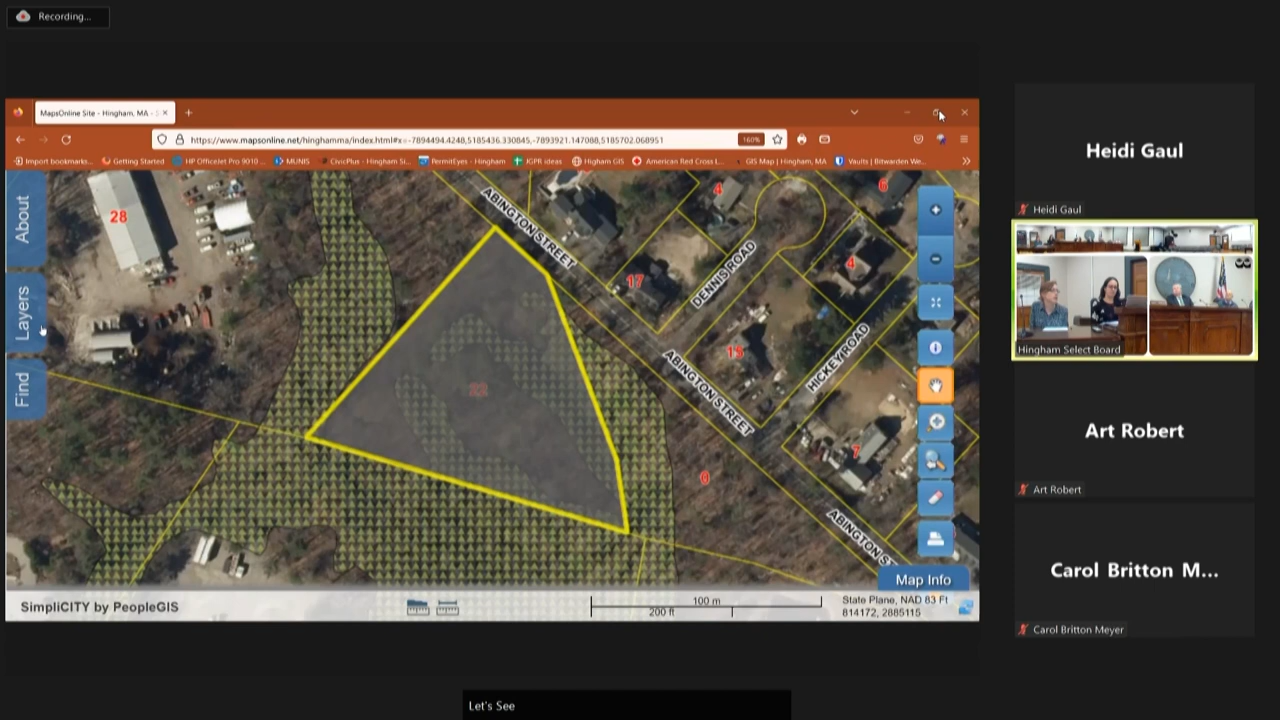 Recording...
MapsOnline Site - Hingham, MA - S
https://www.mapsonline.net/hinghamma/index.html#x=-7894494.4248,5185436.330845,-7893921.147088,5185702.068951
160%
Import bookmarks...
Getting Started
HP OfficeJet Pro 9010 ...
MUNIS
CivicPlus - Hingham Si...
PermitEyes - Hingham
IGPR ideas
Higham GIS
American Red Cross L...
GIS Map | Hingham, MA
Vaults | Bitwarden We...
About
Layers
Find
28
ABINGTON STREET
4
6
17
DENNIS ROAD
4
22
15
HICKEY ROAD
ABINGTON STREET
7
0
ABINGTON ST
Map Info
SimpliCITY by PeopleGIS
100 m
200 ft
State Plane, NAD 83 Ft
814172, 2885115
Heidi Gaul
Heidi Gaul
Hingham Select Board
Art Robert
Art Robert
Carol Britton M...
Carol Britton Meyer
Let's See